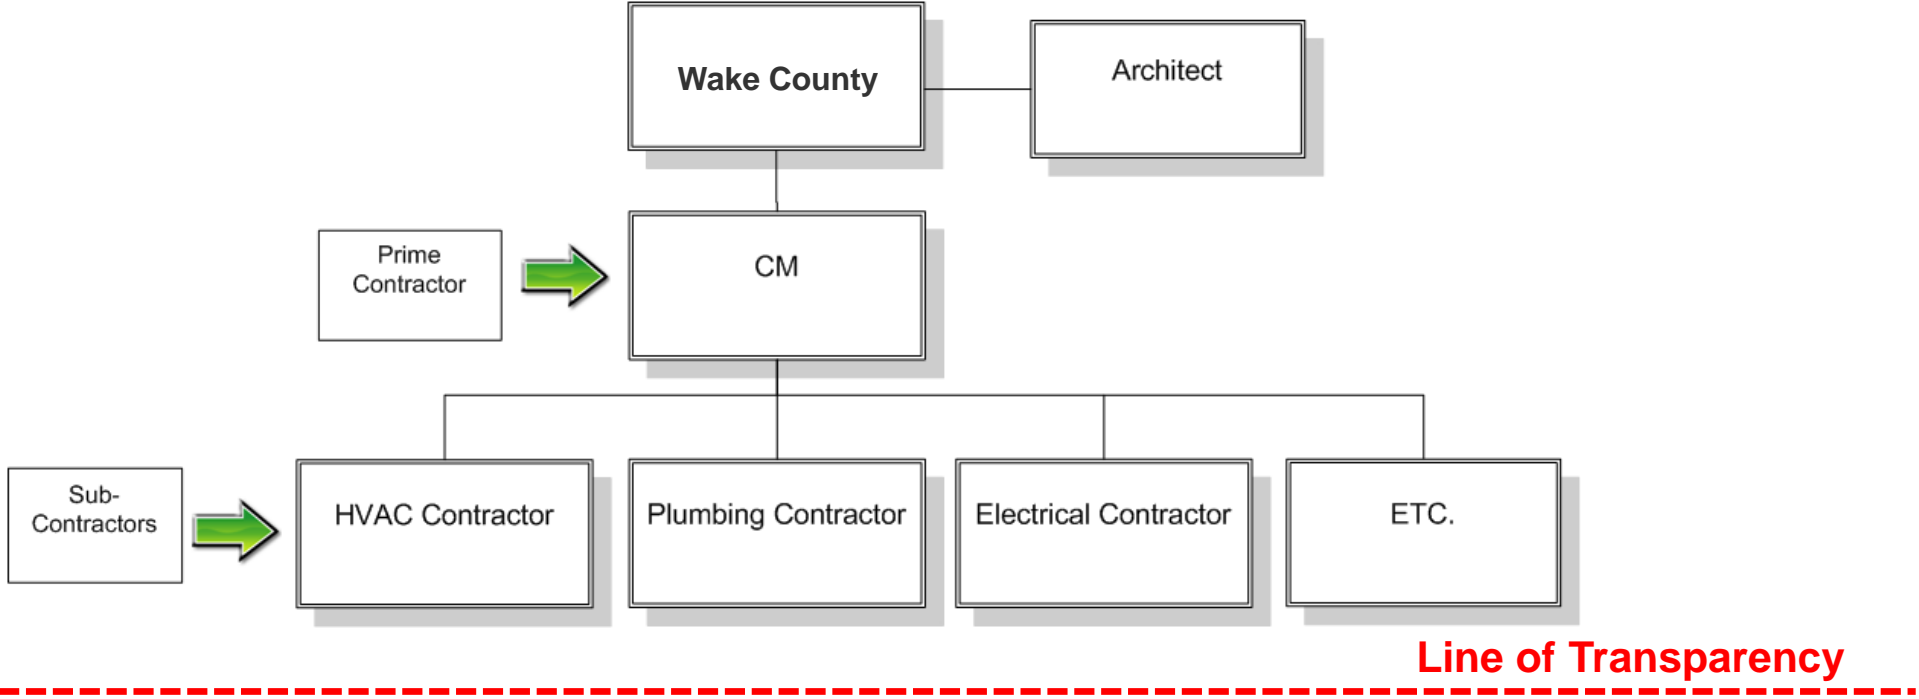 Wake County
Architect
Prime
Contractor
CM
Sub-
Contractors
HVAC Contractor
Plumbing Contractor
Electrical Contractor
ETC.
Line of Transparency